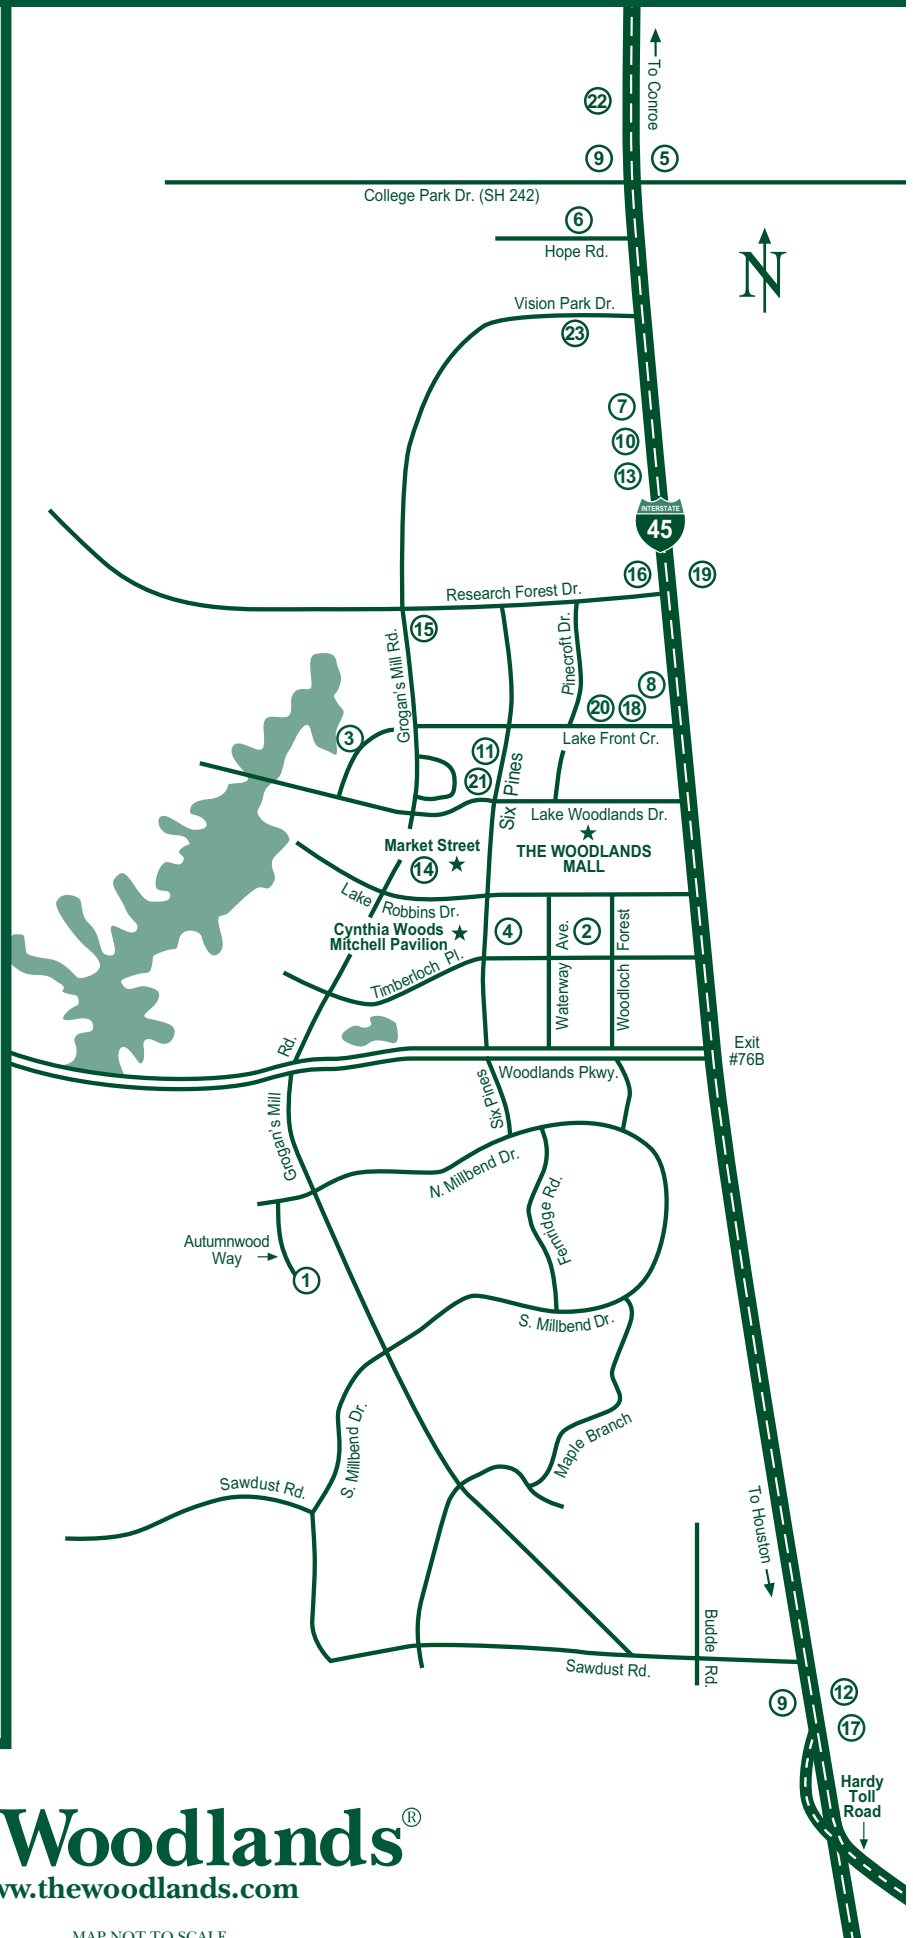 To Conroe
22
9
5
College Park Dr. (SH 242)
6
Hope Rd.
N
Vision Park Dr.
23
7
10
13
INTERSTATE
45
16
19
Research Forest Dr.
15
Grogan's Mill Rd.
Pinecroft Dr.
8
20
18
3
Lake Front Cr.
11
21
Six Pines
Lake Woodlands Dr.
Market Street
14
THE WOODLANDS
MALL
Lake Robbins Dr.
Cynthia Woods
Mitchell Pavilion
4
2
Waterway Ave.
Woodloch Forest
Timberloch Pl.
Rd.
Exit
#76B
Woodlands Pkwy.
Six Pines
Grogan's Mill
N. Millbend Dr.
Fernridge Rd.
Autumnwood
Way
1
S. Millbend Dr.
S. Millbend Dr.
Maple Branch
Sawdust Rd.
To Houston
Budde Rd.
Sawdust Rd.
9
12
17
Hardy
Toll
Road
Woodlands®
w.thewoodlands.com
MAP NOT TO SCALE